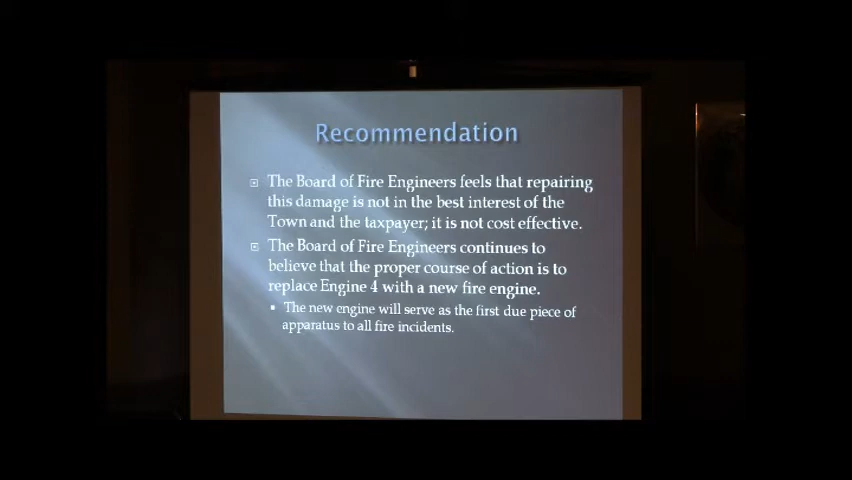 Recommendation
The Board of Fire Engineers feels that repairing
this damage is not in the best interest of the
Town and the taxpayer; it is not cost effective.
The Board of Fire Engineers continues to
believe that the proper course of action is to
replace Engine 4 with a new fire engine.
The new engine will serve as the first due piece of
apparatus to all fire incidents.